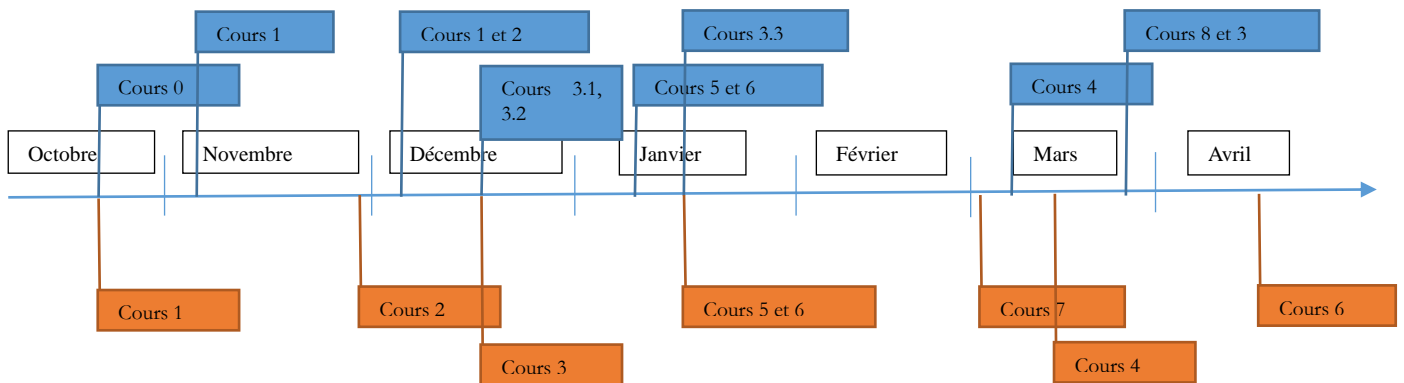 Cours 1
Cours 1 et 2
Cours 3.3
Cours 8 et 3
Cours 0
Cours 3.1,
3.2
Cours 5 et 6
Cours 4
Octobre
Novembre
Décembre
Janvier
Février
Mars
Avril
Cours 1
Cours 2
Cours 5 et 6
Cours 7
Cours 6
Cours 3
Cours 4